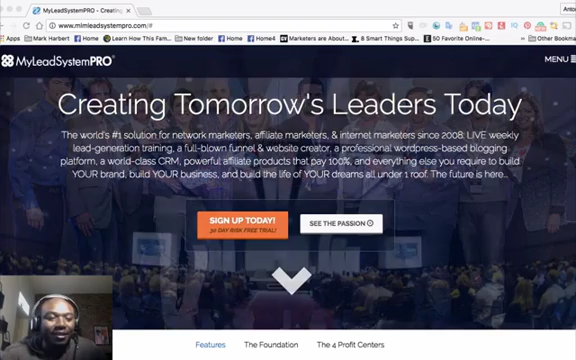 MyLeadSystemPRO - Creating
Anton
www.mlmleadsystempro.com/#
Apps
Mark Harbert
Home
Learn How This Fam...
New folder
Home
Home4
Marketers are About...
8 Smart Things Sup...
50 Favorite Online-...
Other Bookmar
MyLeadSystemPRO
MENU
Creating Tomorrow's Leaders Today
The world's #1 solution for network marketers, affiliate marketers, & internet marketers since 2008: LIVE weekly
lead-generation training, a full-blown funnel & website creator, a professional wordpress-based blogging
platform, a world-class CRM, powerful affiliate products that pay 100%, and everything else you require to build
YOUR brand, build YOUR business, and build the life of YOUR dreams all under 1 roof. The future is here...
SIGN UP TODAY!
30 DAY RISK FREE TRIAL!
SEE THE PASSION
Features
The Foundation
The 4 Profit Centers